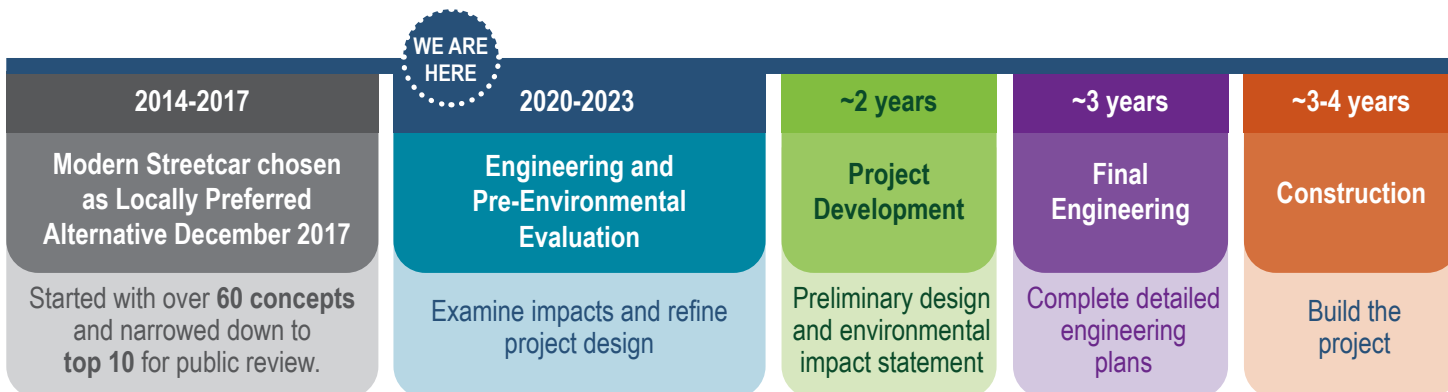 WE ARE
HERE
2014-2017
Modern Streetcar chosen
as Locally Preferred
Alternative December 2017
Started with over 60 concepts
and narrowed down to
top 10 for public review.
2020-2023
Engineering and
Pre-Environmental
Evaluation
Examine impacts and refine
project design
~2 years
Project
Development
Preliminary design
and environmental
impact statement
~3 years
Final
Engineering
Complete detailed
engineering
plans
~3-4 years
Construction
Build the
project